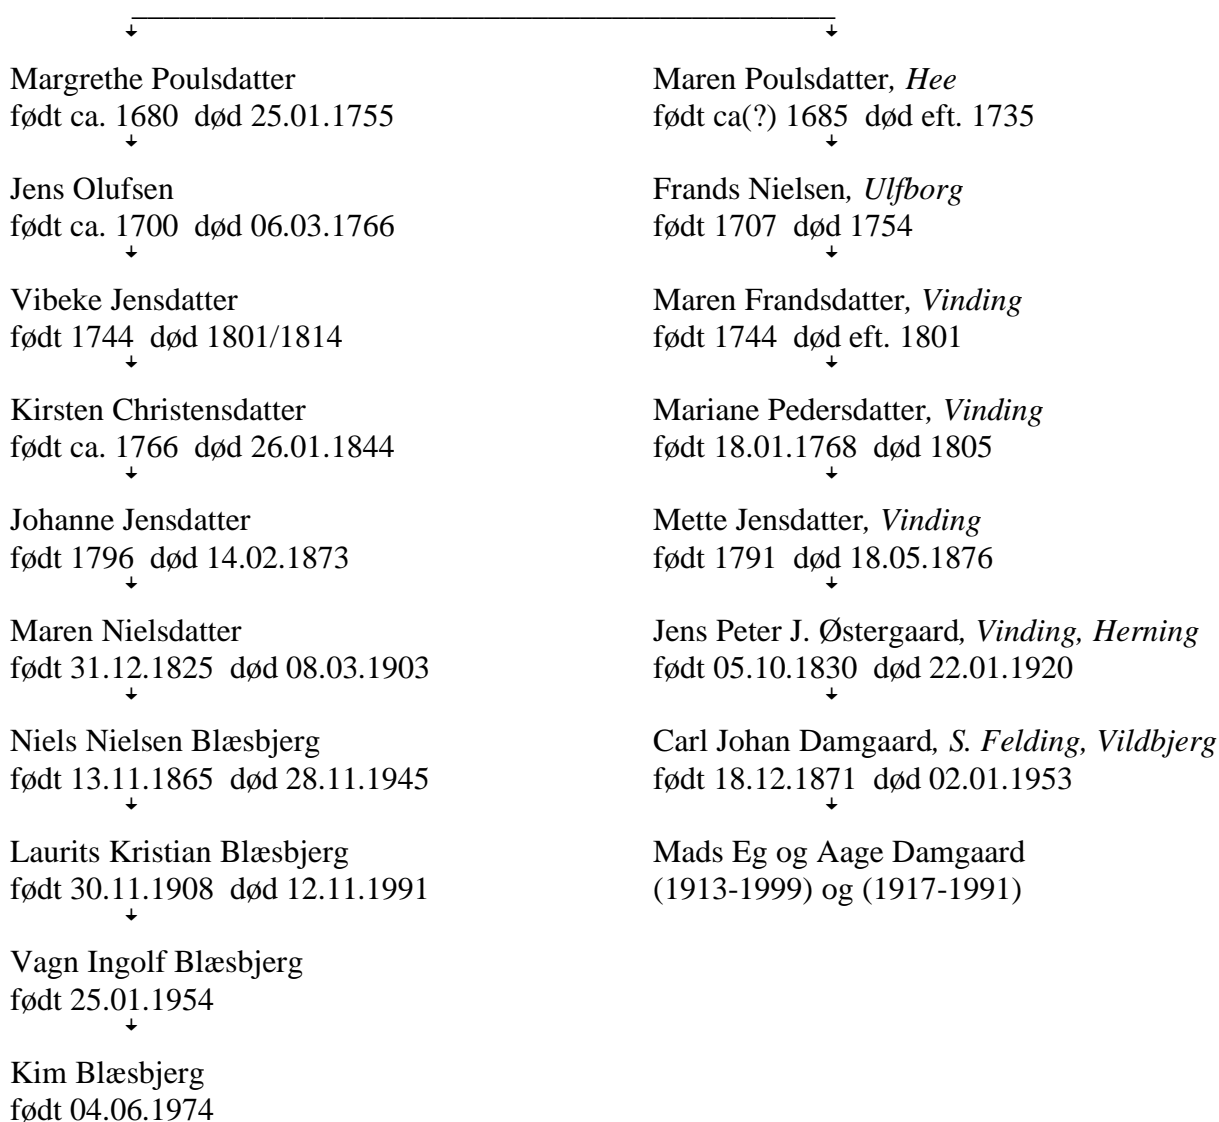 Margrethe Poulsdatter
født ca. 1680 død 25.01.1755
Jens Olufsen
født ca. 1700 død 06.03.1766
Vibeke Jensdatter
født 1744 død 1801/1814
Kirsten Christensdatter
født ca. 1766 død 26.01.1844
Johanne Jensdatter
født 1796 død 14.02.1873
Maren Nielsdatter
født 31.12.1825 død 08.03.1903
Niels Nielsen Blæsbjerg
født 13.11.1865 død 28.11.1945
Laurits Kristian Blæsbjerg
født 30.11.1908 død 12.11.1991
Vagn Ingolf Blæsbjerg
født 25.01.1954
Kim Blæsbjerg
født 04.06.1974
Maren Poulsdatter, Hee
født ca(?) 1685 død eft. 1735
Frands Nielsen, Ulfborg
født 1707 død 1754
Maren Frandsdatter, Vinding
født 1744 død eft. 1801
Mariane Pedersdatter, Vinding
født 18.01.1768 død 1805
Mette Jensdatter, Vinding
født 1791 død 18.05.1876
Jens Peter J. Østergaard, Vinding, Herning
født 05.10.1830 død 22.01.1920
Carl Johan Damgaard, S. Felding, Vildbjerg
født 18.12.1871 død 02.01.1953
Mads Eg og Aage Damgaard
(1913-1999) og (1917-1991)